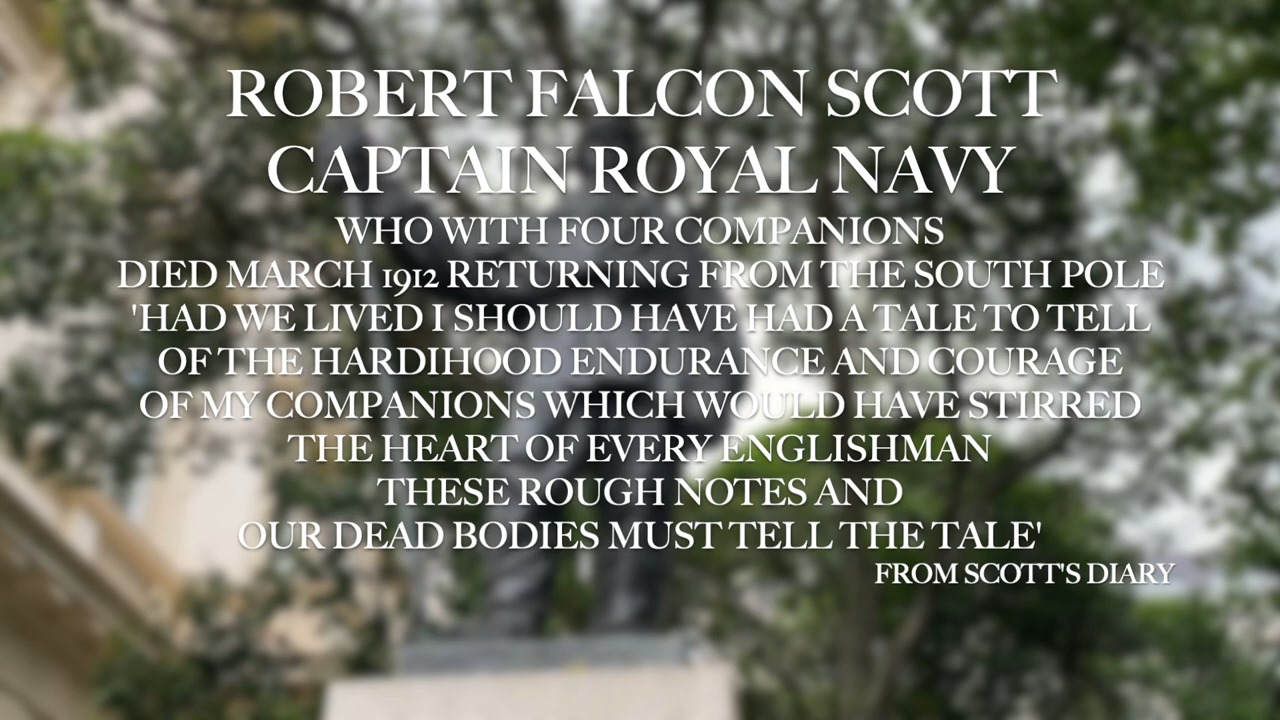 ROBERT FALCON SCOTT
CAPTAIN ROYAL NAVY
WHO WITH FOUR COMPANIONS
DIED MARCH 1912 RETURNING FROM THE SOUTH POLE
'HAD WE LIVED I SHOULD HAVE HAD A TALE TO TELL
OF THE HARDIHOOD ENDURANCE AND COURAGE
OF MY COMPANIONS WHICH WOULD HAVE STIRRED
THE HEART OF EVERY ENGLISHMAN
THESE ROUGH NOTES AND
OUR DEAD BODIES MUST TELL THE TALE'
FROM SCOTT'S DIARY